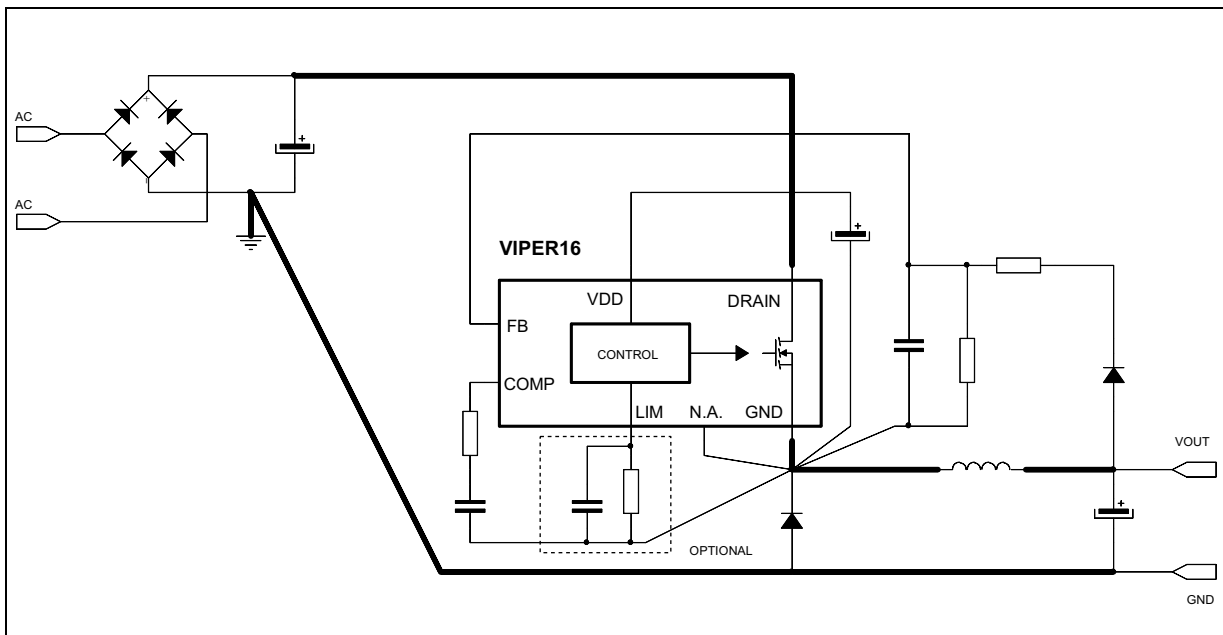 AC
AC
VIPER16
VDD
DRAIN
FB
CONTROL
COMP
LIM
N.A.
GND
OPTIONAL
VOUT
GND